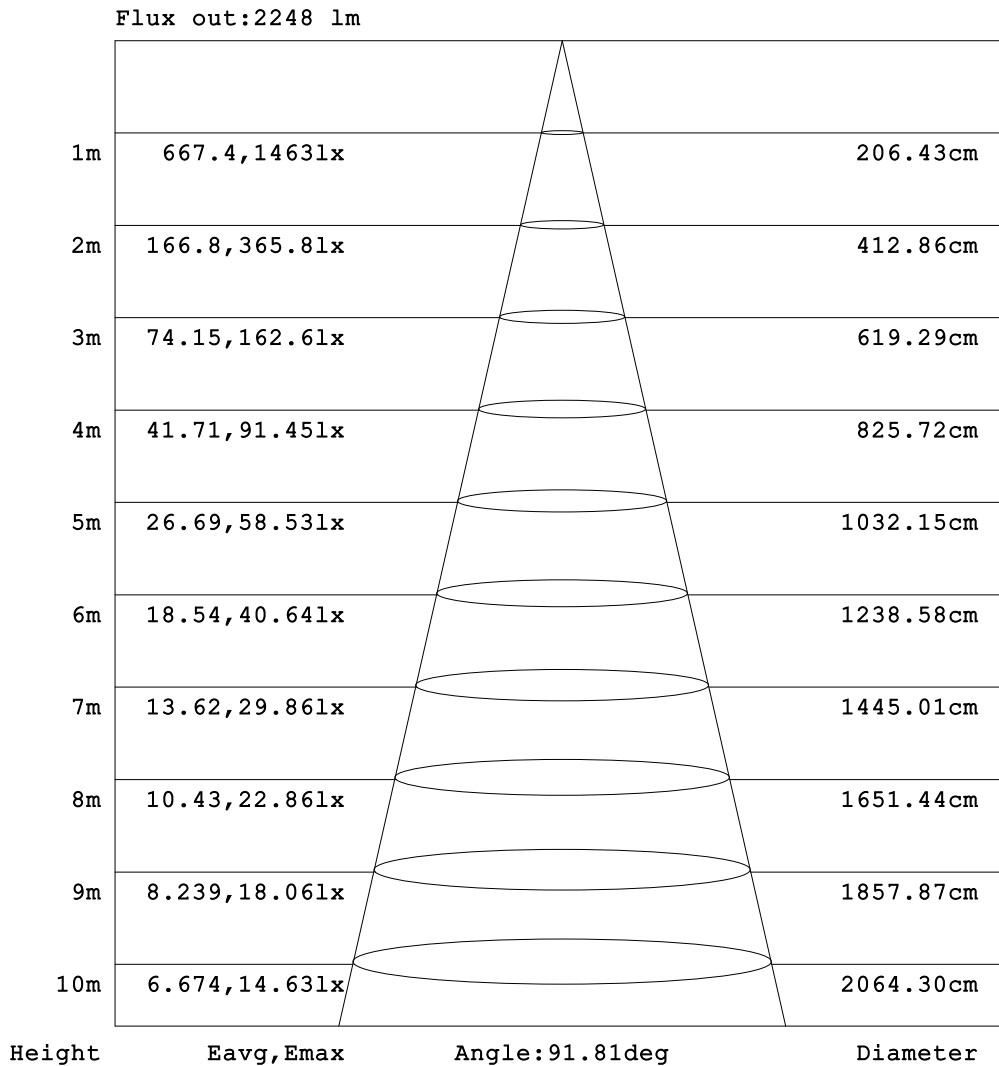 Flux out:2248 lm
1m 667.4,1463lx 206.43cm
2m 166.8,365.8lx 412.86cm
3m 74.15,162.6lx 619.29cm
4m 41.71,91.45lx 825.72cm
5m 26.69,58.53lx 1032.15cm
6m 18.54,40.64lx 1238.58cm
7m 13.62,29.86lx 1445.01cm
8m 10.43,22.86lx 1651.44cm
9m 8.239,18.06lx 1857.87cm
10m 6.674,14.63lx 2064.30cm
Height Eavg,Emax Angle:91.81deg Diameter